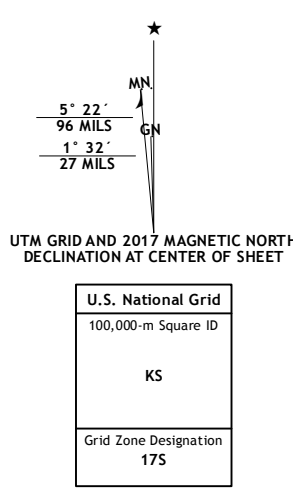 ★
MN.
5° 22´
96 MILS
GN
1° 32´
27 MILS
UTM GRID AND 2017 MAGNETIC NORTH
DECLINATION AT CENTER OF SHEET
U.S. National Grid
100,000-m Square ID
KS
Grid Zone Designation
17S